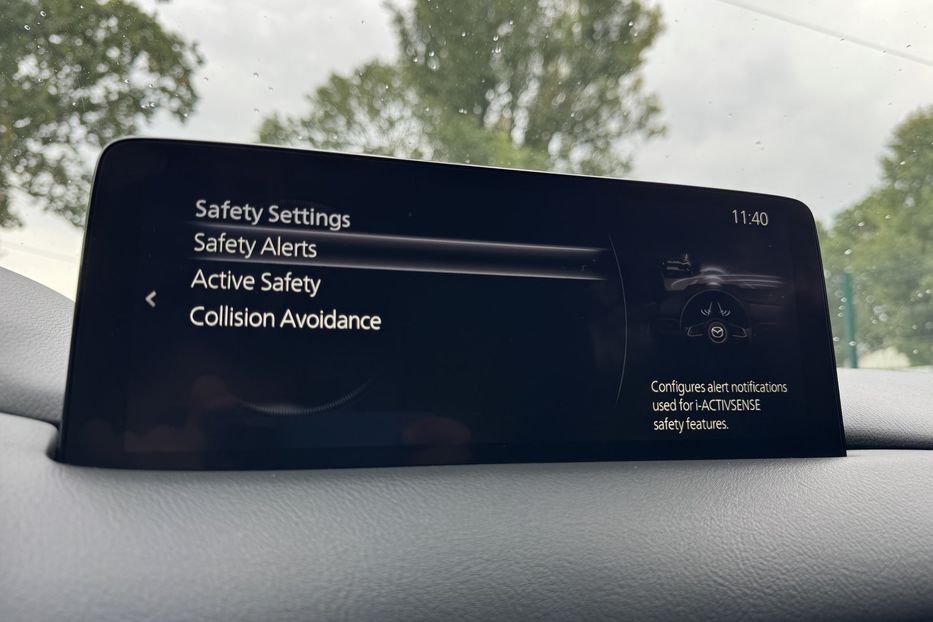 Safety Settings
11:40
Safety Alerts
Active Safety
Collision Avoidance
Configures alert notifications
used for i-ACTIVSENSE
safety features.